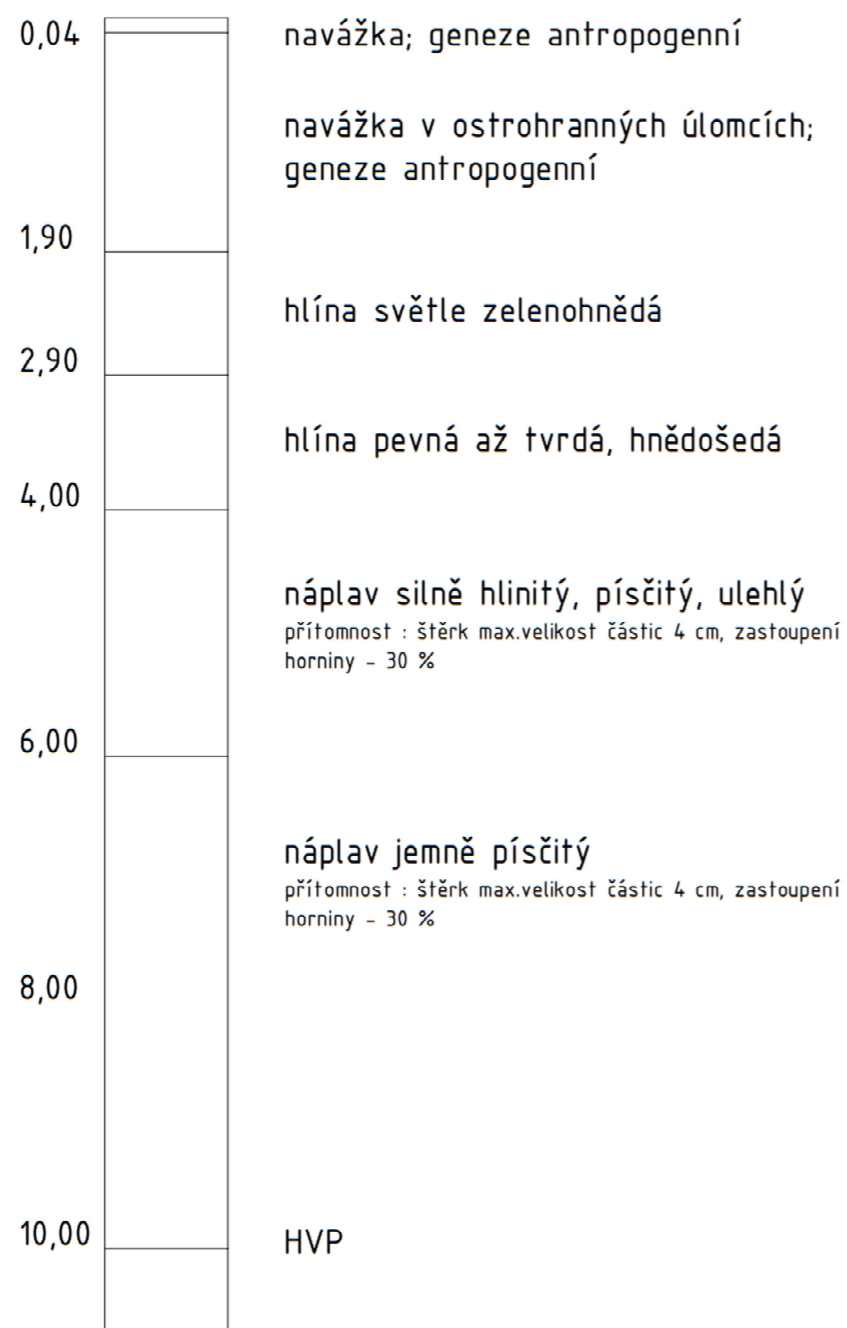 0,04
navážka; geneze antropogenní
navážka v ostrohranných úlomcích;
geneze antropogenní
1,90
hlína světle zelenohnědá
2,90
hlína pevná až tvrdá, hnědošedá
4,00
náplav silně hlinitý, písčitý, ulehlý
přítomnost : štěrk max.velikost částic 4 cm, zastoupení
horniny - 30 %
6,00
náplav jemně písčitý
přítomnost : štěrk max.velikost částic 4 cm, zastoupení
horniny - 30 %
8,00
10,00
HVP